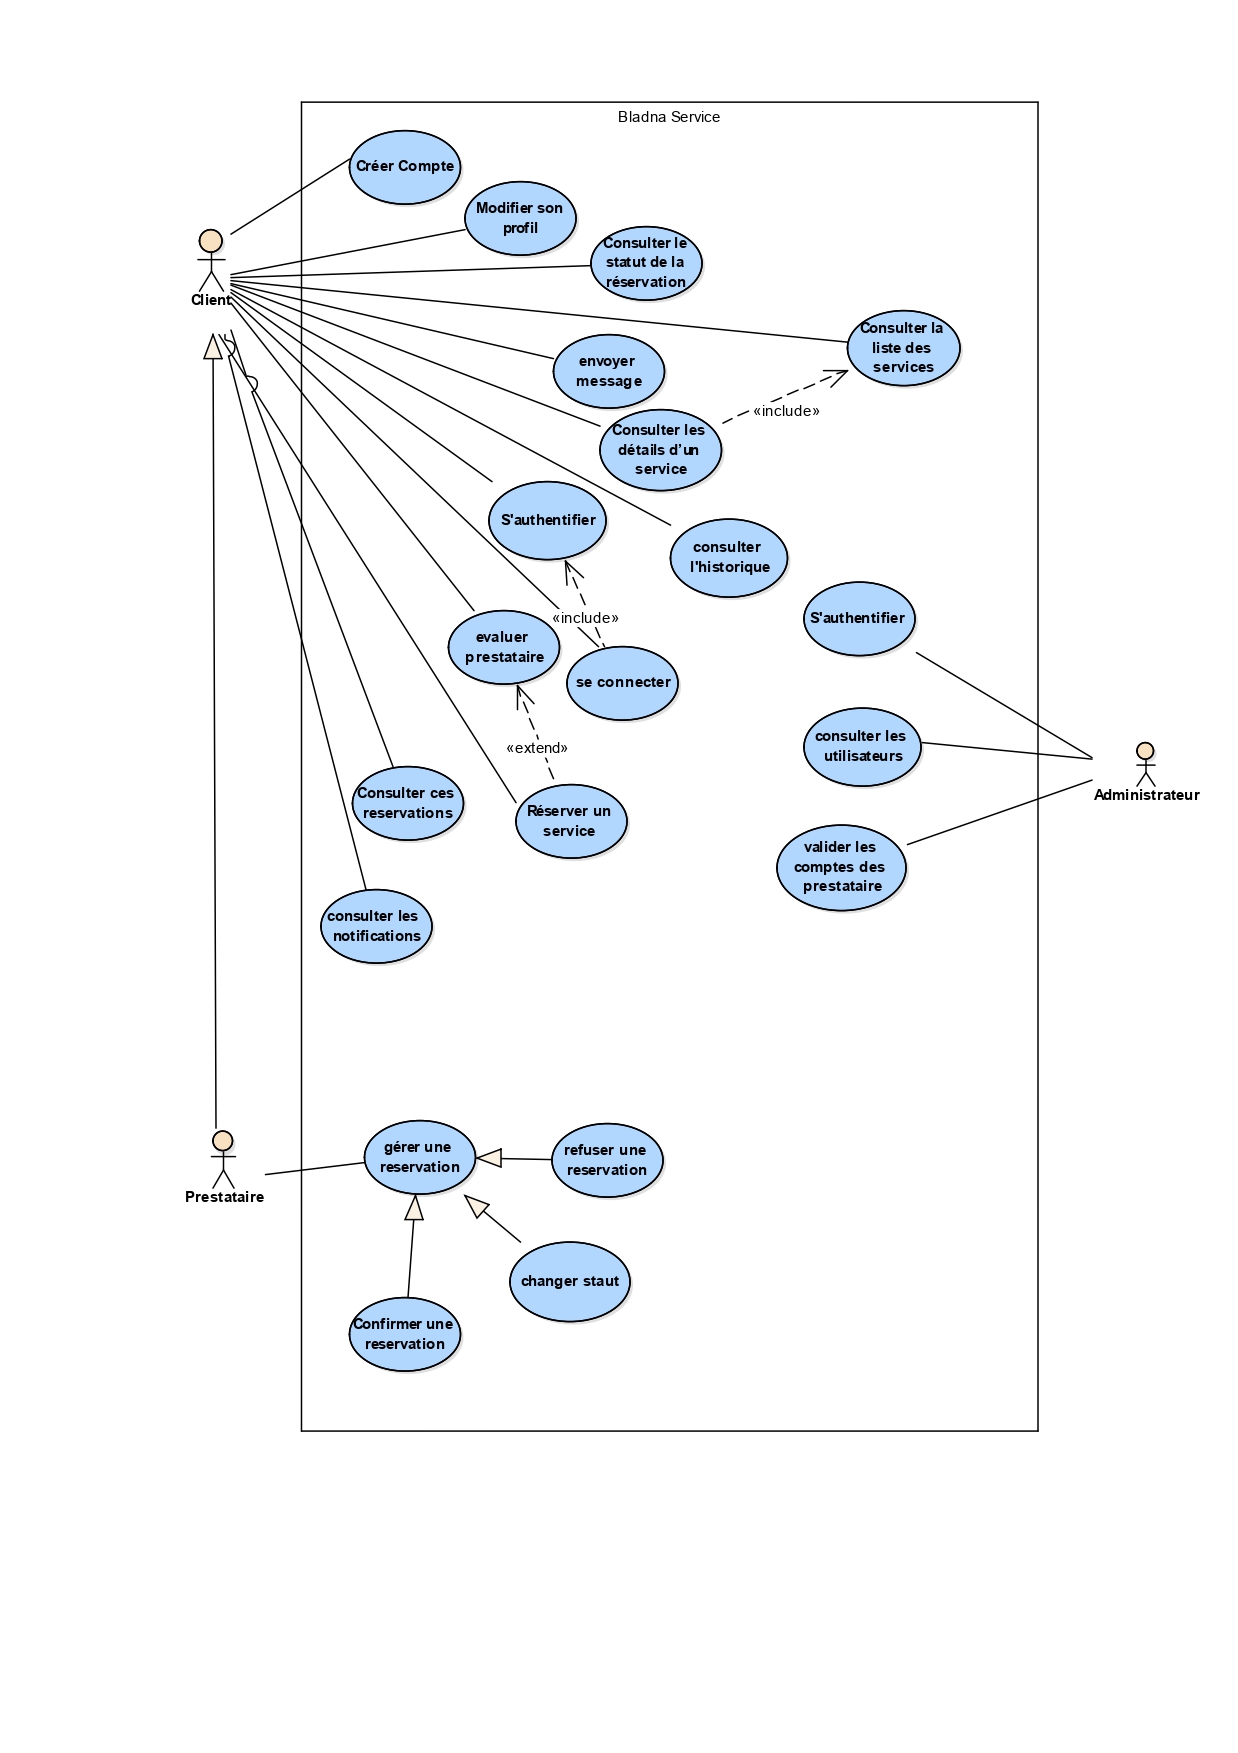 Bladna Service
Créer Compte
Modifier son
profil
Consulter le
statut de la
réservation
Client
Consulter la
liste des
services
envoyer
message
«include»
Consulter les
détails d'un
service
S'authentifier
consulter
l'historique
«include»
S'authentifier
evaluer
prestataire
se connecter
«extend»
consulter les
utilisateurs
Administrateur
Consulter ces
reservations
Réserver un
service
valider les
comptes des
prestataire
consulter les
notifications
Prestataire
gérer une
reservation
refuser une
reservation
changer staut
Confirmer une
reservation